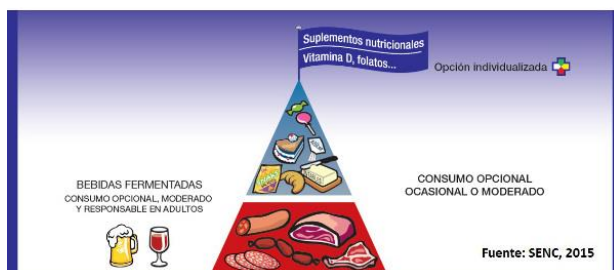 Suplementos nutricionales
Vitamina D, folatos...
Opción individualizada
BEBIDAS FERMENTADAS
CONSUMO OPCIONAL, MODERADO
Y RESPONSABLE EN ADULTOS
CONSUMO OPCIONAL
OCASIONAL O MODERADO
Fuente: SENC, 2015